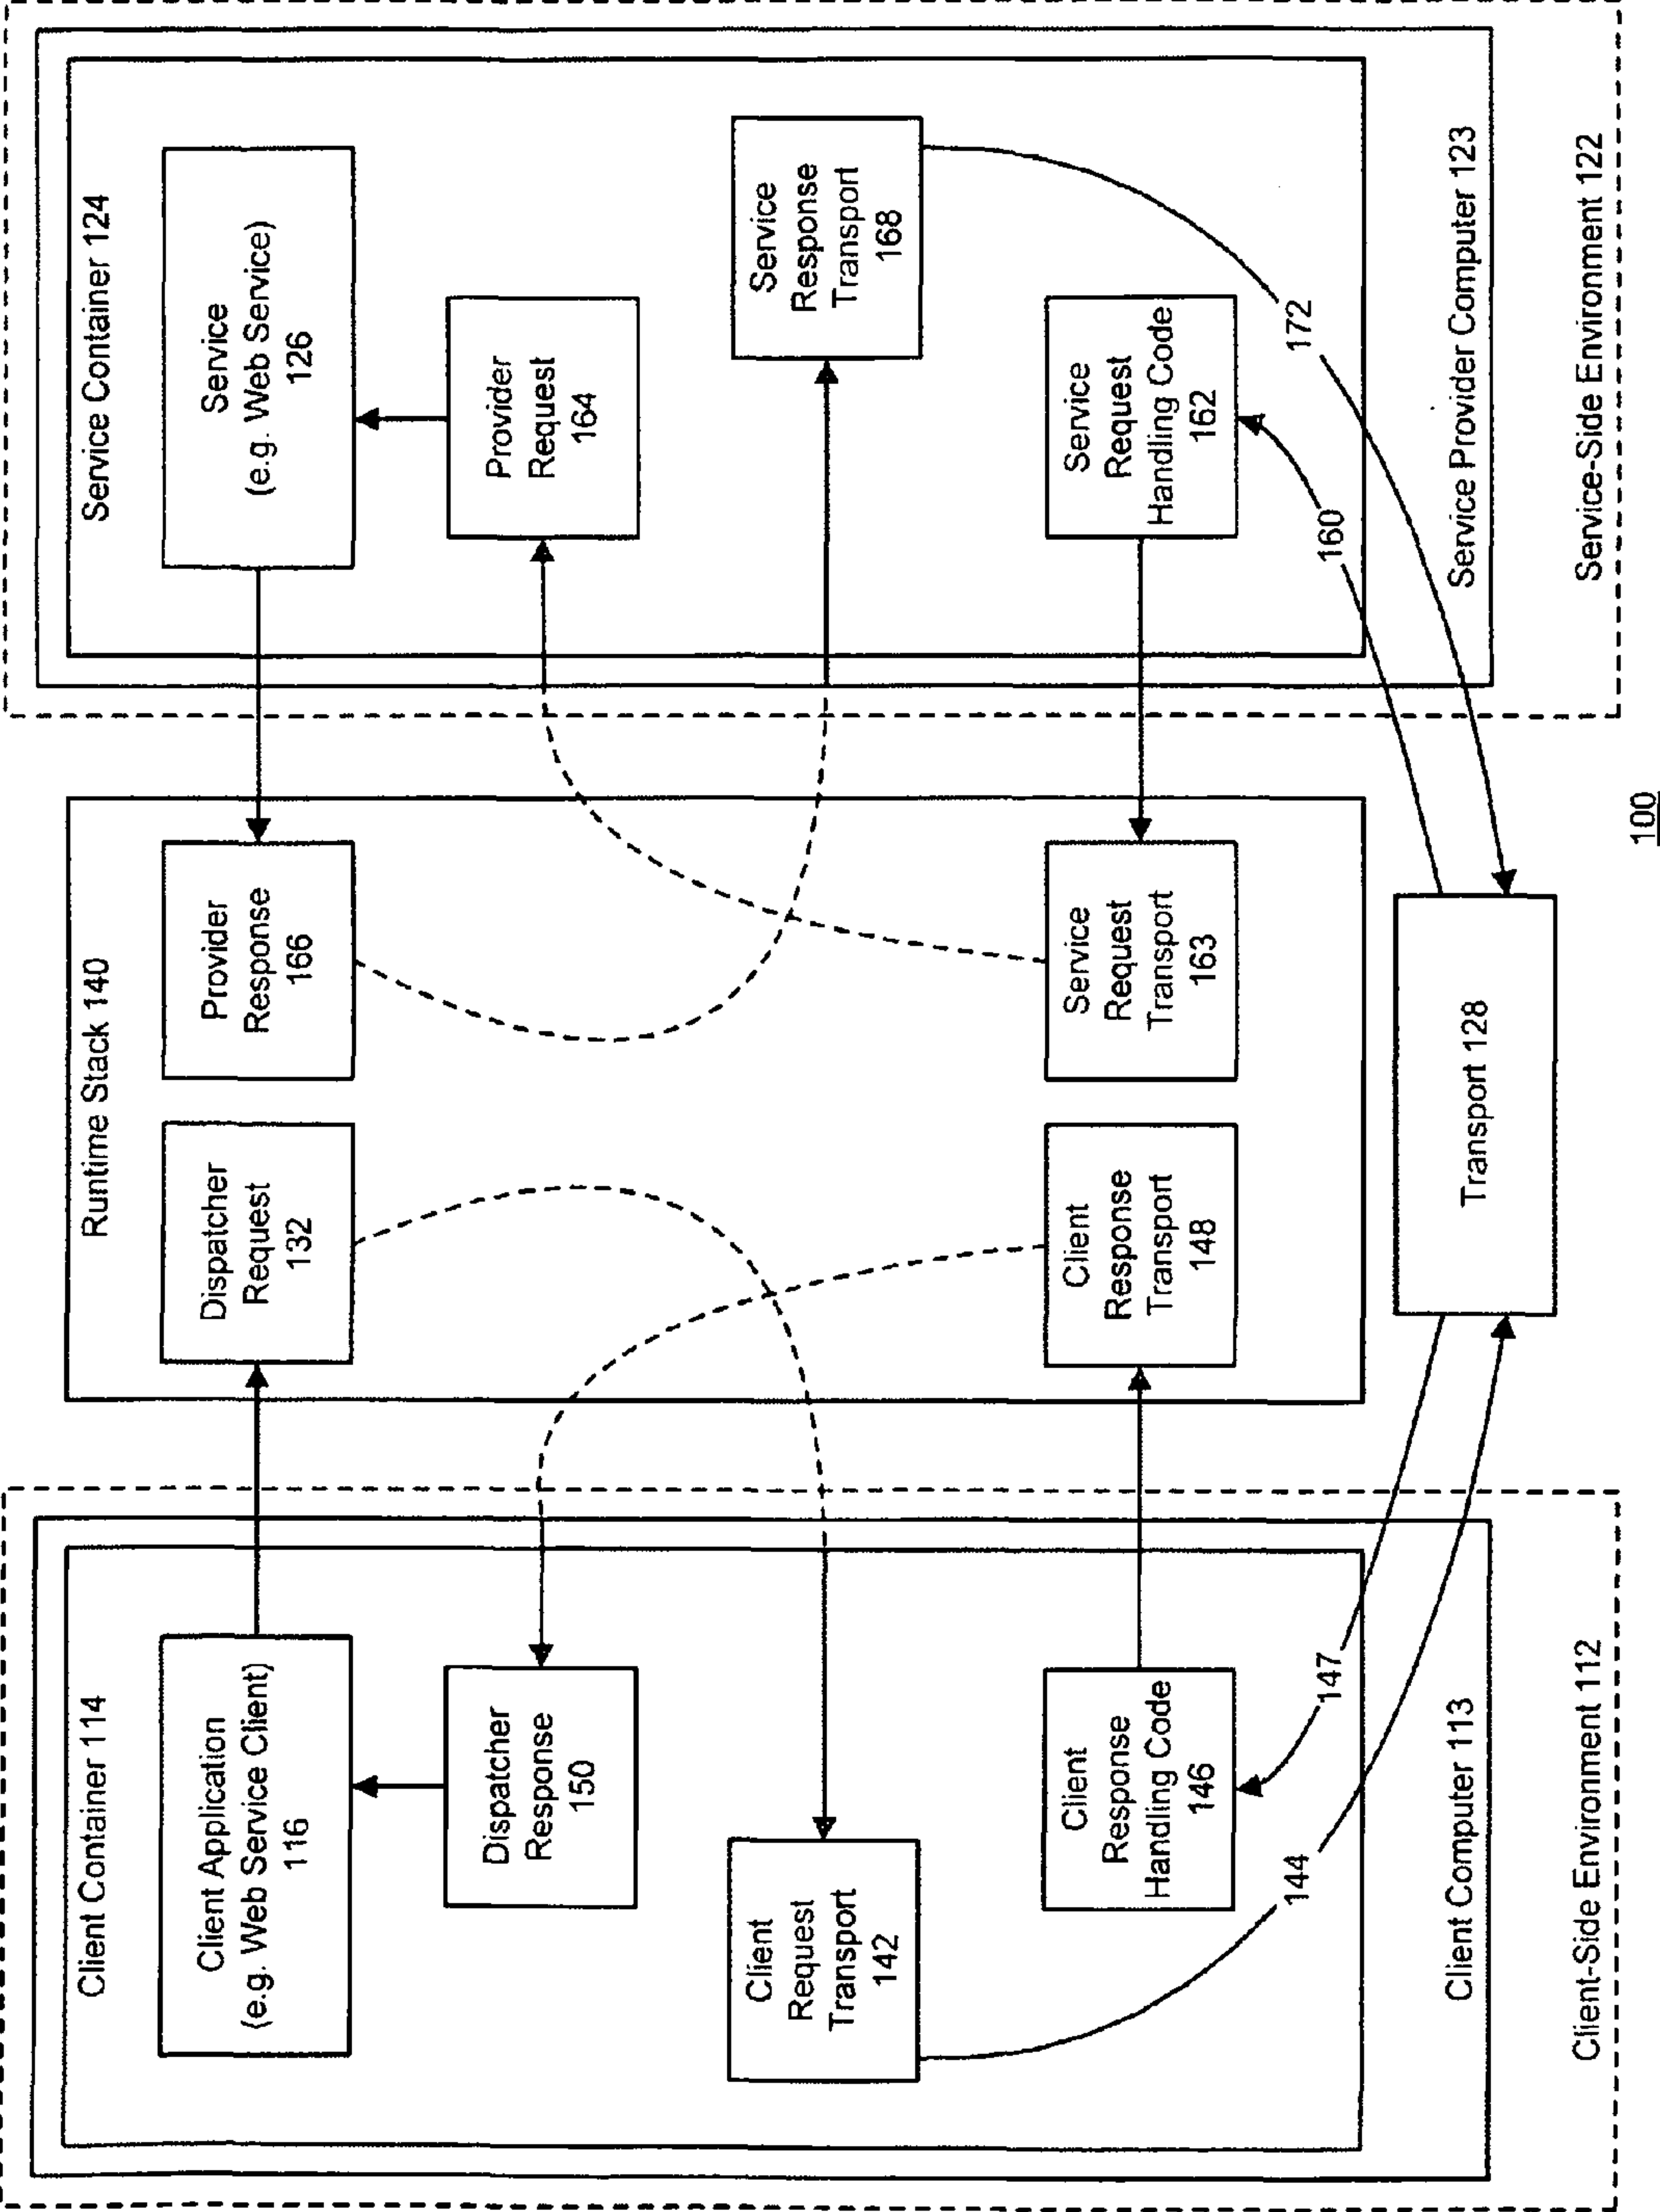 Client Container 114
Client Application
(e.g. Web Service Client)
116
Dispatcher
Response
150
Client
Request
Transport
142
Client
Response
Handling Code
146
144
147
Client Computer 113
Client-Side Environment 112
Runtime Stack 140
Dispatcher
Request
132
Provider
Response
166
Client
Response
Transport
148
Service
Request
Transport
163
Transport 128
Service Container 124
Service
(e.g. Web Service)
126
Provider
Request
164
Service
Response
Transport
168
Service
Request
Handling Code
162
160
172
Service Provider Computer 123
Service-Side Environment 122
100